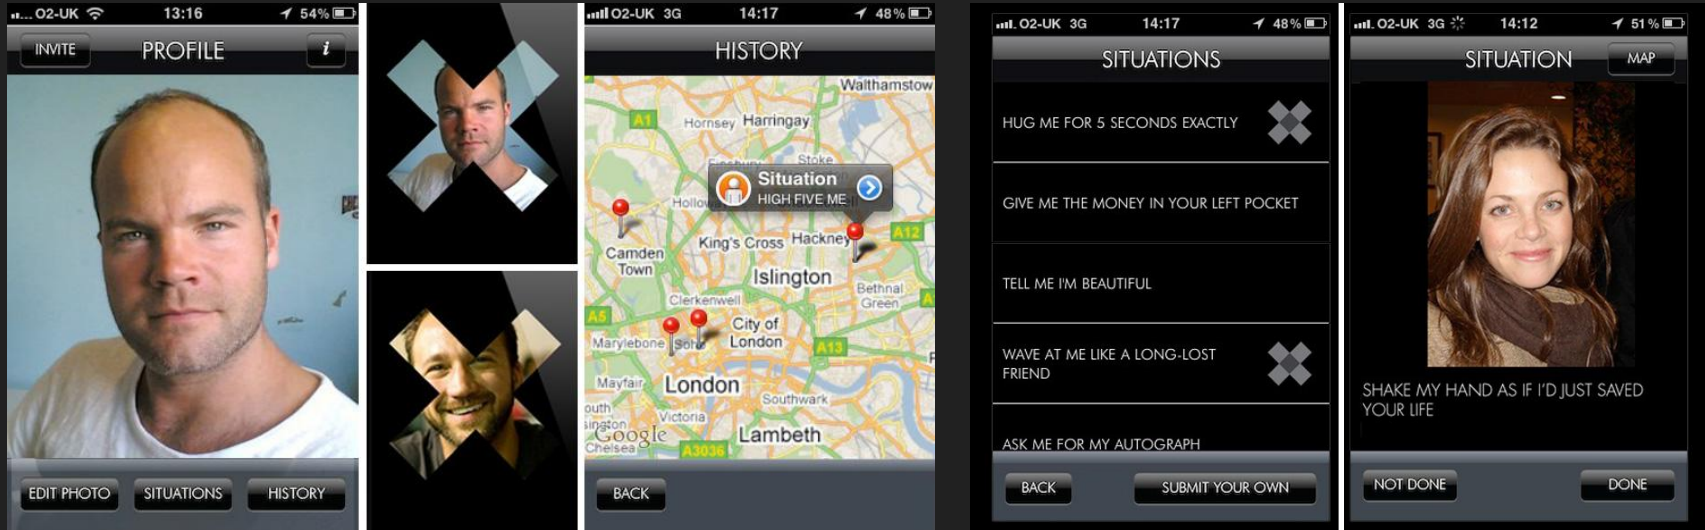 O2-UK 13:16 54%
INVITE PROFILE i
EDIT PHOTO SITUATIONS HISTORY
O2-UK 3G 14:17 48%
HISTORY
Walthamstow
A1 Hornsey Harringay
Stoke
Situation
HIGH FIVE ME
Camden
Town
King's Cross Hackney A12
Islington
Clerkenwell
Bethnal
Green
A5
Marylebone Soho
City of
London
A13
Mayfair
London
Southwark
Victoria
Google
Chelsea
Lambeth
A3036
BACK
O2-UK 3G 14:17 48%
SITUATIONS
HUG ME FOR 5 SECONDS EXACTLY
GIVE ME THE MONEY IN YOUR LEFT POCKET
TELL ME I'M BEAUTIFUL
WAVE AT ME LIKE A LONG-LOST
FRIEND
ASK ME FOR MY AUTOGRAPH
BACK SUBMIT YOUR OWN
O2-UK 3G 14:12 51%
SITUATION MAP
SHAKE MY HAND AS IF I'D JUST SAVED
YOUR LIFE
NOT DONE DONE